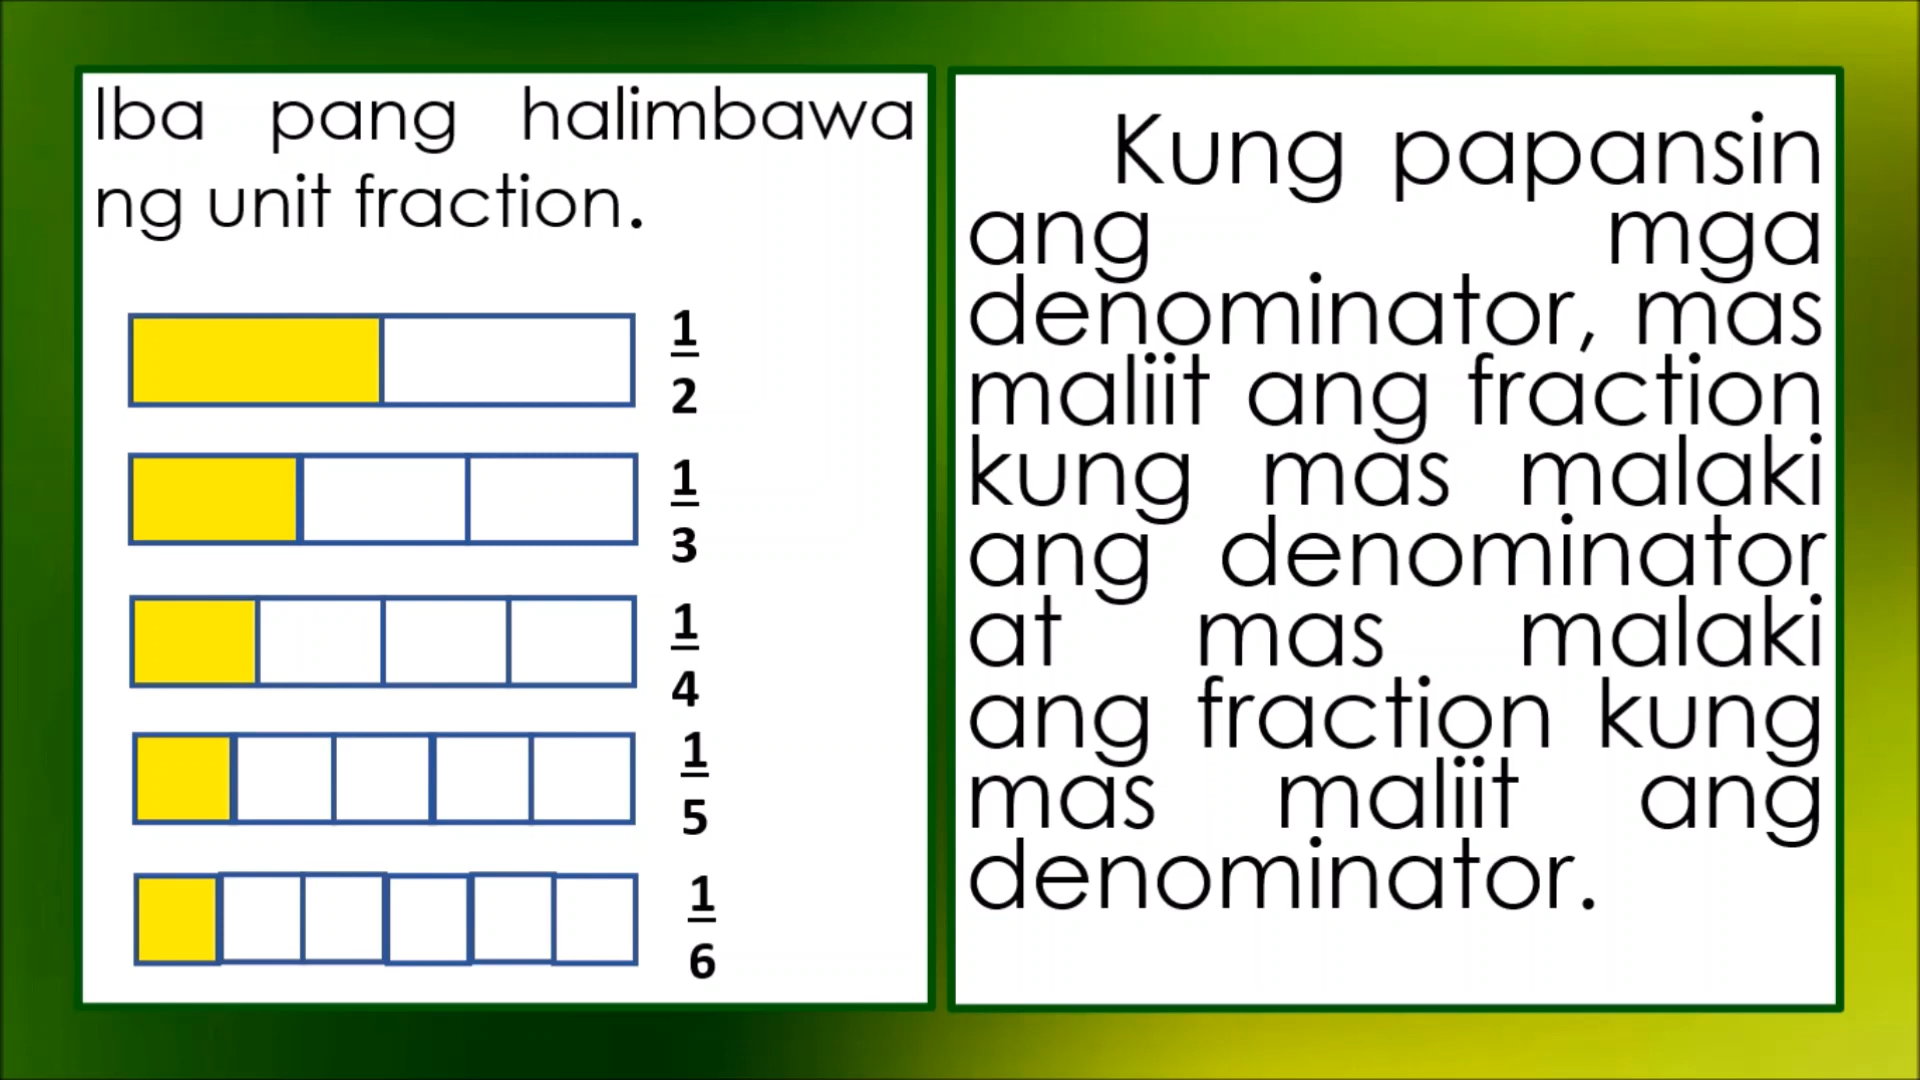 Iba pang halimbawa
ng unit fraction.
1
2
1
3
1
4
1
5
1
6
Kung papansin
ang mga
denominator, mas
maliit ang fraction
kung mas malaki
ang denominator
at mas malaki
ang fraction kung
mas maliit ang
denominator.